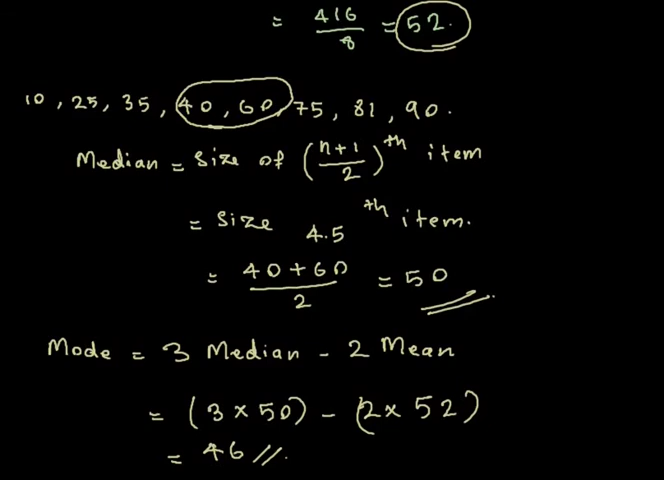 = 416/8 = 52.
10, 25, 35, 40, 60, 75, 81, 90.
Median = Size of (n+1/2)th item
= Size 4.5th item.
= 40+60/2 = 50
Mode = 3 Median - 2 Mean
= (3 × 50) - (2 × 52)
= 46 //.